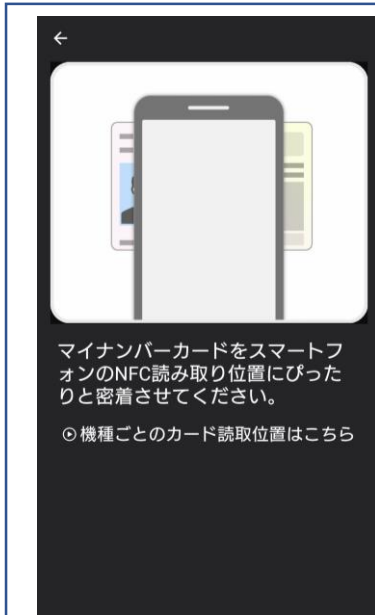 マイナンバーカードをスマートフ
ォンのNFC読み取り位置にぴった
りと密着させてください。
機種ごとのカード読取位置はこちら